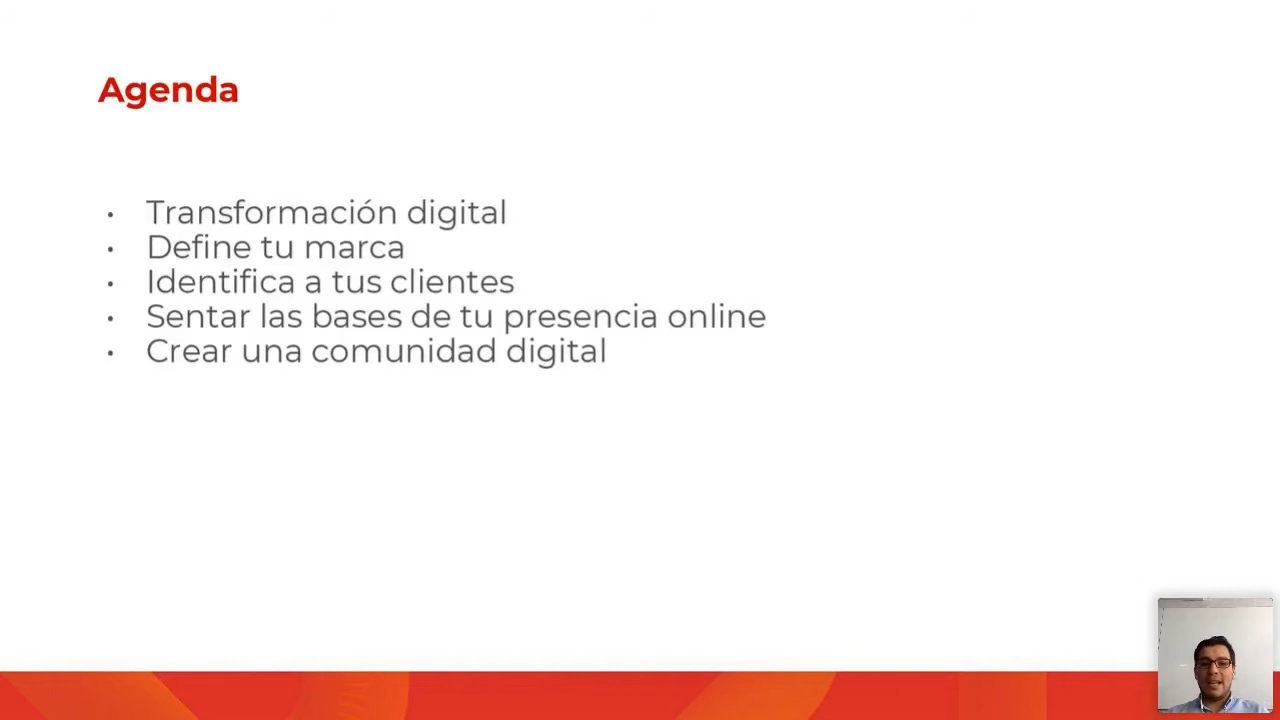 Agenda
• Transformación digital
• Define tu marca
• Identifica a tus clientes
• Sentar las bases de tu presencia online
• Crear una comunidad digital